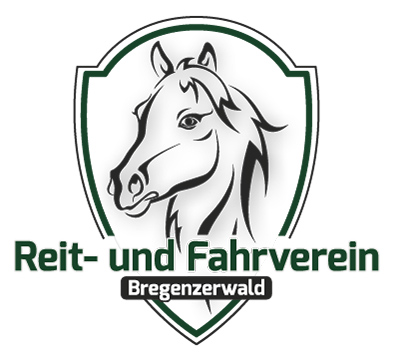 Reit- und Fahrverein
Bregenzerwald